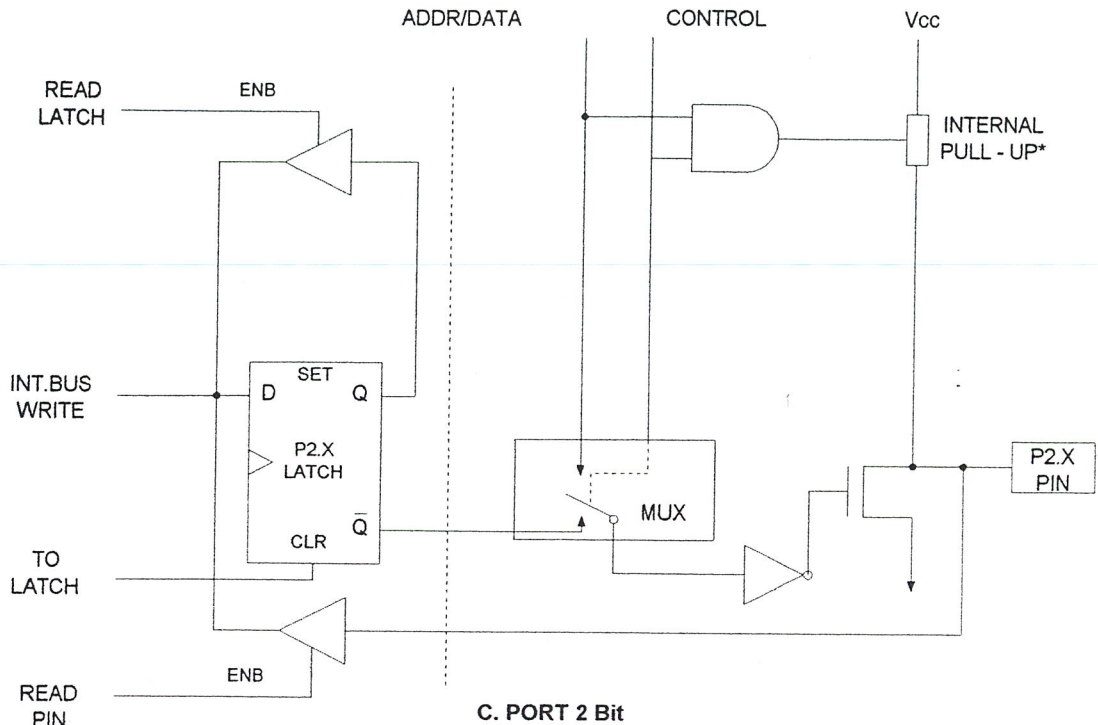 ADDR/DATA
CONTROL
Vcc
READ
LATCH
ENB
INTERNAL
PULL - UP*
INT.BUS
WRITE
D
SET
Q
P2.X
LATCH
Q̅
CLR
MUX
P2.X
PIN
TO
LATCH
ENB
READ
PIN
C. PORT 2 Bit